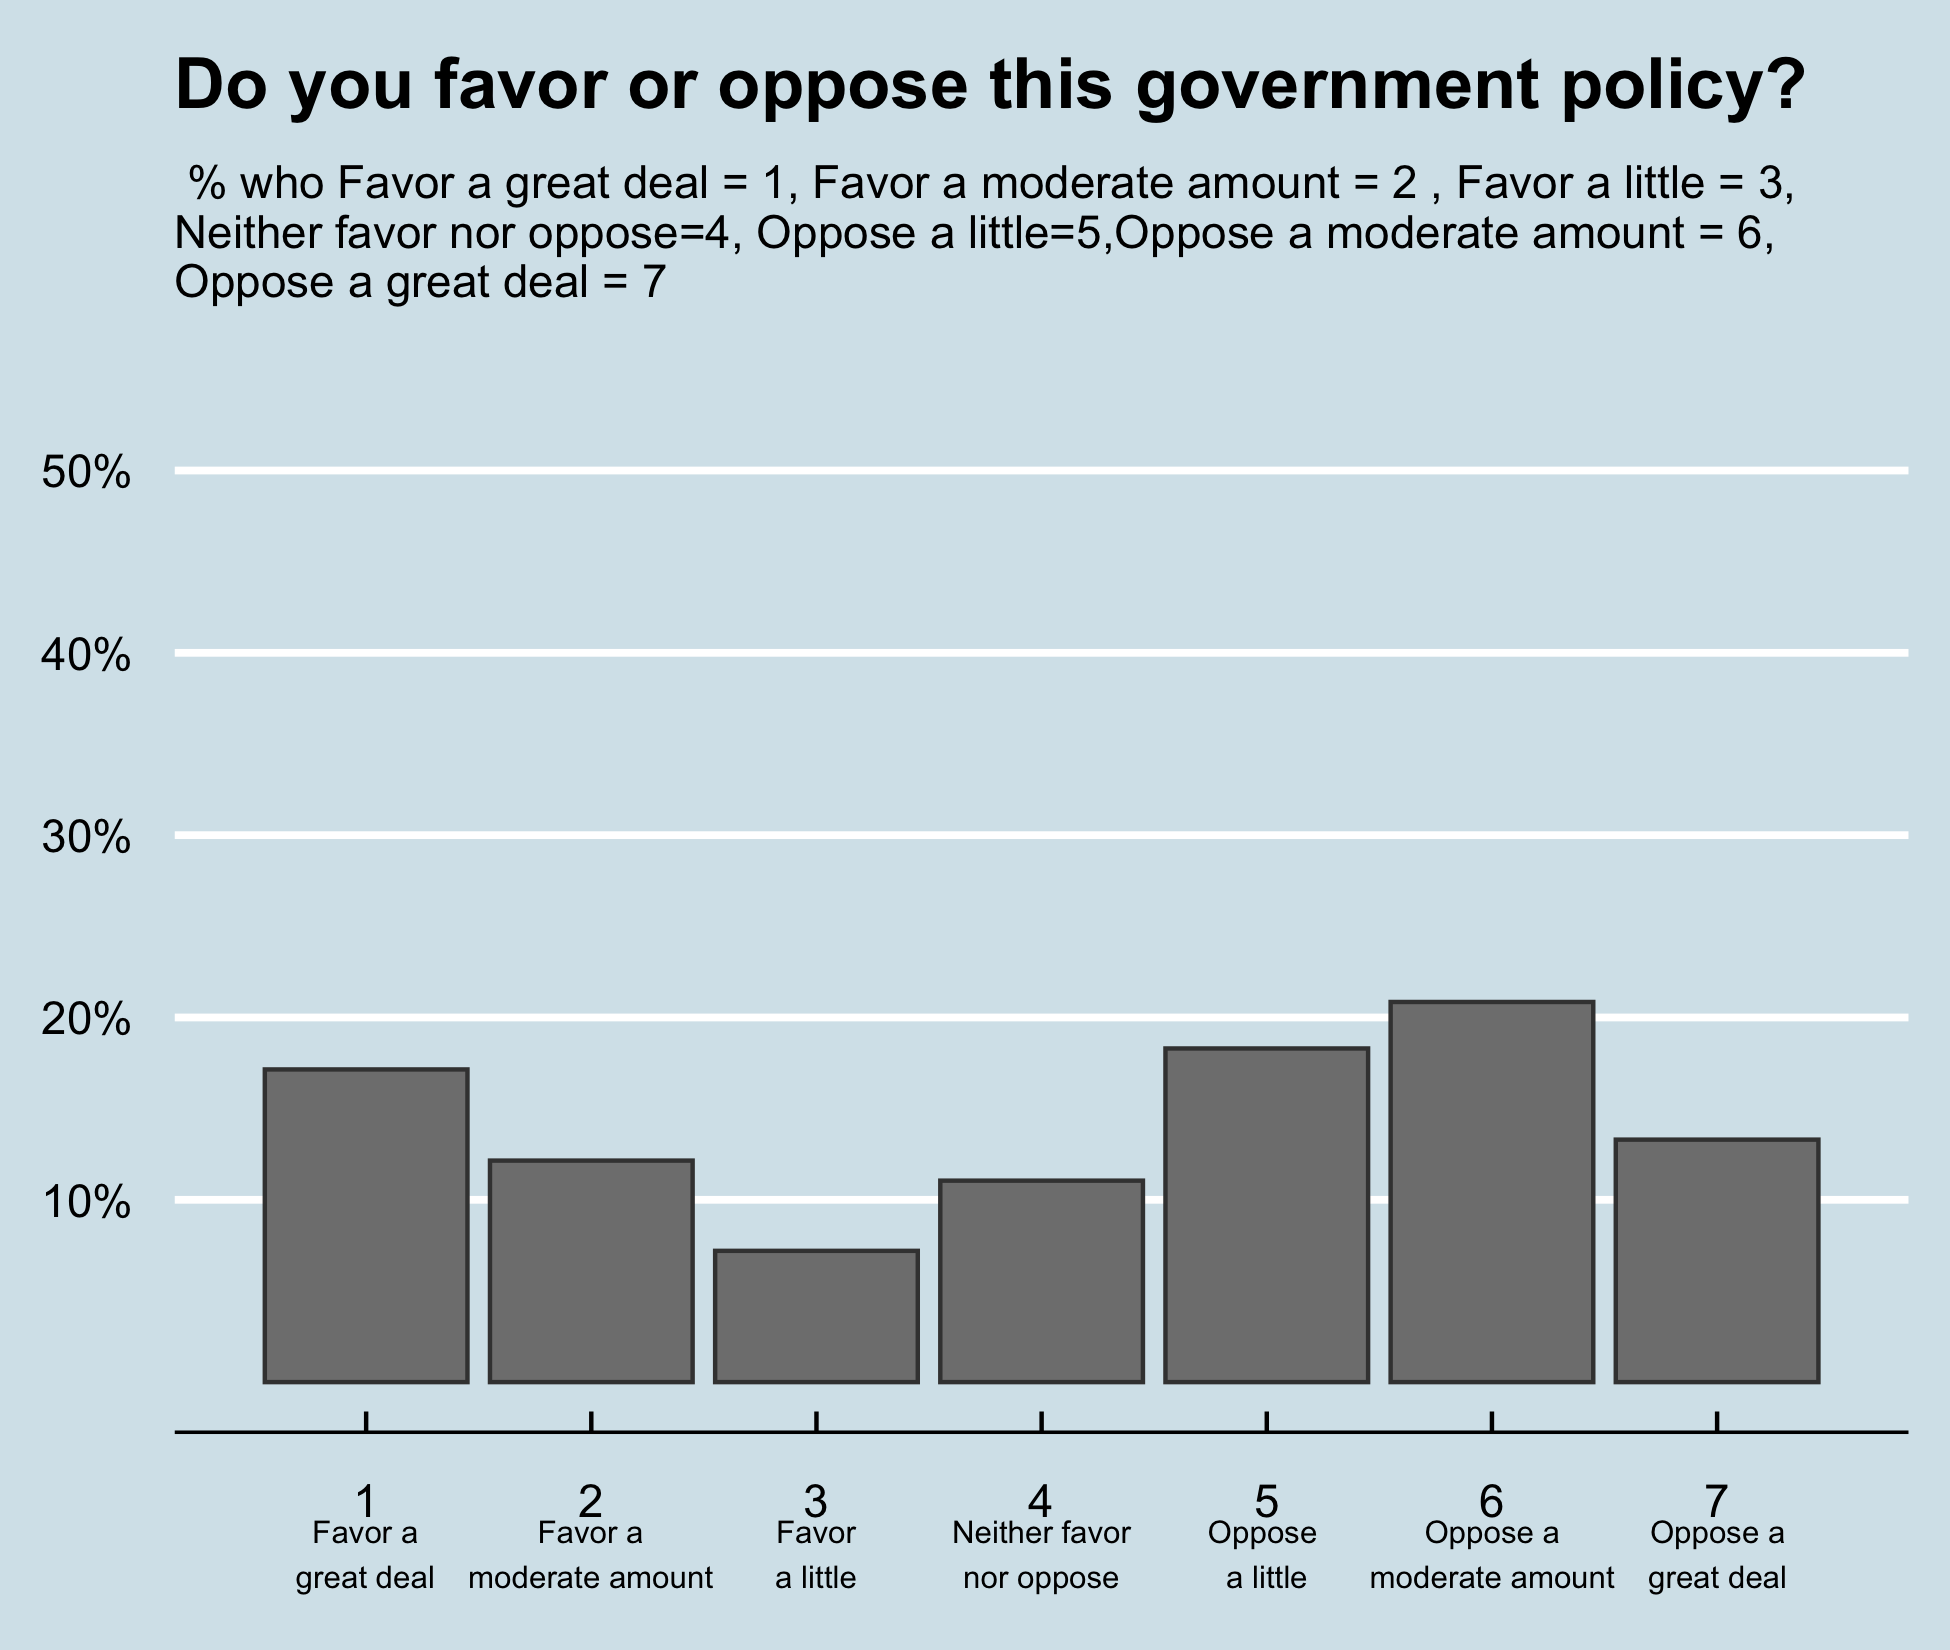 Do you favor or oppose this government policy?
% who Favor a great deal = 1, Favor a moderate amount = 2 , Favor a little = 3,
Neither favor nor oppose=4, Oppose a little=5,Oppose a moderate amount = 6,
Oppose a great deal = 7
50%
40%
30%
20%
10%
1 2 3 4 5 6 7
Favor a Favor a Favor Neither favor Oppose Oppose a Oppose a
great deal moderate amount a little nor oppose a little moderate amount great deal